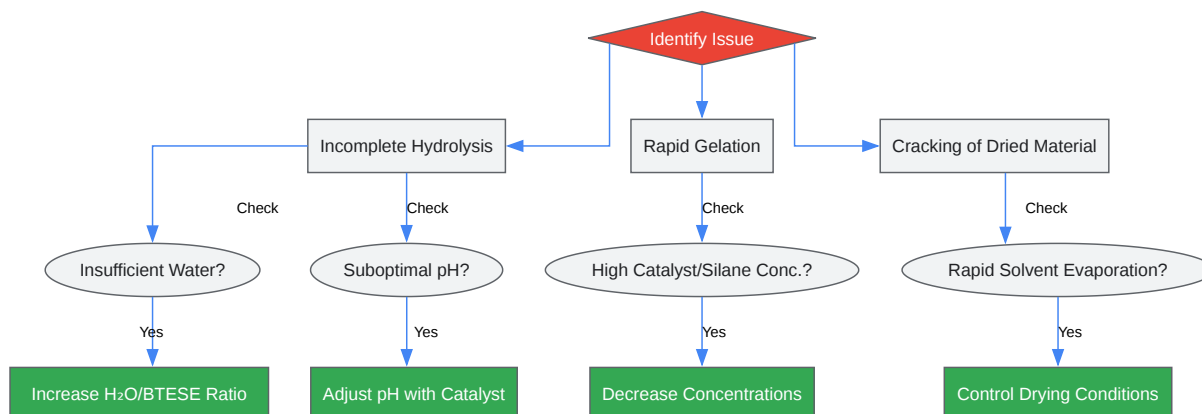 Identify Issue
Incomplete Hydrolysis
Rapid Gelation
Cracking of Dried Material
Check
Check
Check
Check
Insufficient Water?
Suboptimal pH?
High Catalyst/Silane Conc.?
Rapid Solvent Evaporation?
Yes
Yes
Yes
Yes
Increase H₂O/BTESE Ratio
Adjust pH with Catalyst
Decrease Concentrations
Control Drying Conditions